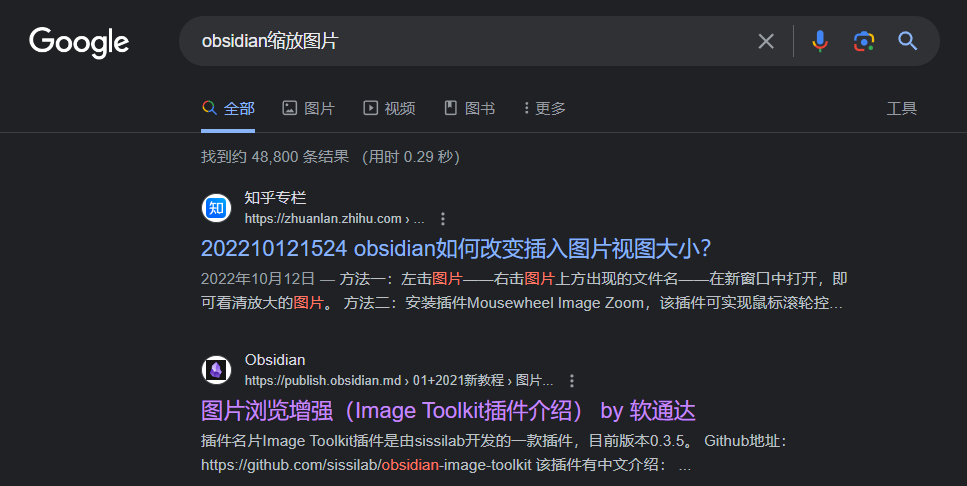 Google
obsidian缩放图片
全部 图片 视频 图书 更多 工具
找到约 48,800 条结果 （用时 0.29 秒）
知
知乎专栏
https://zhuanlan.zhihu.com › ...
202210121524 obsidian如何改变插入图片视图大小？
2022年10月12日 — 方法一：左击图片——右击图片上方出现的文件名——在新窗口中打开，即
可看清放大的图片。 方法二：安装插件Mousewheel Image Zoom，该插件可实现鼠标滚轮控...
Obsidian
https://publish.obsidian.md › 01+2021新教程 › 图片...
图片浏览增强（Image Toolkit插件介绍） by 软通达
插件名片Image Toolkit插件是由sissilab开发的一款插件，目前版本0.3.5。 Github地址：
https://github.com/sissilab/obsidian-image-toolkit 该插件有中文介绍： ...